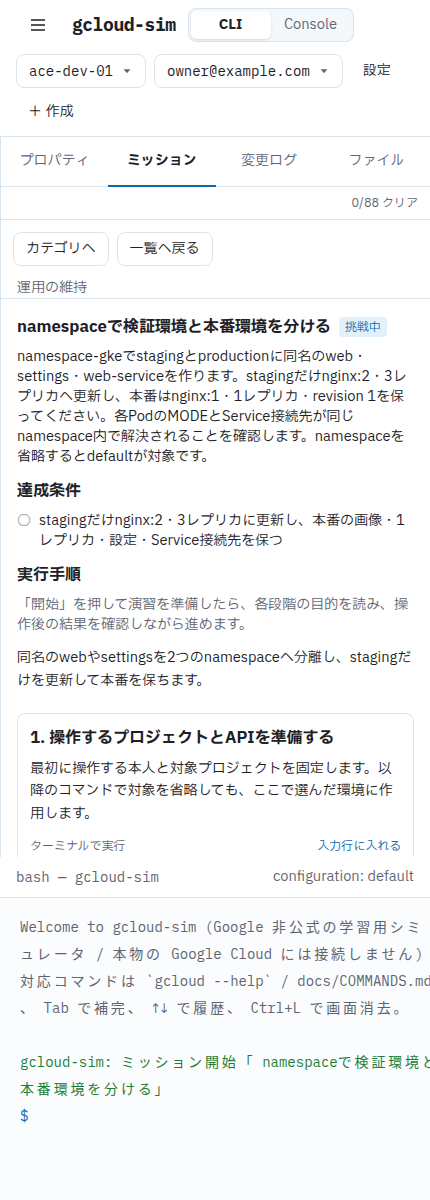 gcloud-sim CLI Console
ace-dev-01 owner@example.com 設定
+ 作成
プロパティ ミッション 変更ログ ファイル
0/88 クリア
カテゴリへ 一覧へ戻る
運用の維持
namespaceで検証環境と本番環境を分ける 挑戦中
namespace-gkeでstagingとproductionに同名のweb・
settings・web-serviceを作ります。stagingだけnginx:2・3レ
プリカへ更新し、本番はnginx:1・1レプリカ・revision 1を保
ってください。各PodのMODEとService接続先が同じ
namespace内で解決されることを確認します。namespaceを
省略するとdefaultが対象です。
達成条件
stagingだけnginx:2・3レプリカに更新し、本番の画像・1
レプリカ・設定・Service接続先を保つ
実行手順
「開始」を押して演習を準備したら、各段階の目的を読み、操
作後の結果を確認しながら進めます。
同名のwebやsettingsを2つのnamespaceへ分離し、stagingだ
けを更新して本番を保ちます。
1. 操作するプロジェクトとAPIを準備する
最初に操作する本人と対象プロジェクトを固定します。以
降のコマンドで対象を省略しても、ここで選んだ環境に作
用します。
ターミナルで実行 入力行に入れる
bash — gcloud-sim configuration: default
Welcome to gcloud-sim (Google 非公式の学習用シミ
ュレータ / 本物の Google Cloud には接続しません)
対応コマンドは `gcloud --help` / docs/COMMANDS.md
、 Tab で補完、 ↑↓ で履歴、 Ctrl+L で画面消去。
gcloud-sim: ミッション開始「 namespaceで検証環境と
本番環境を分ける」
$